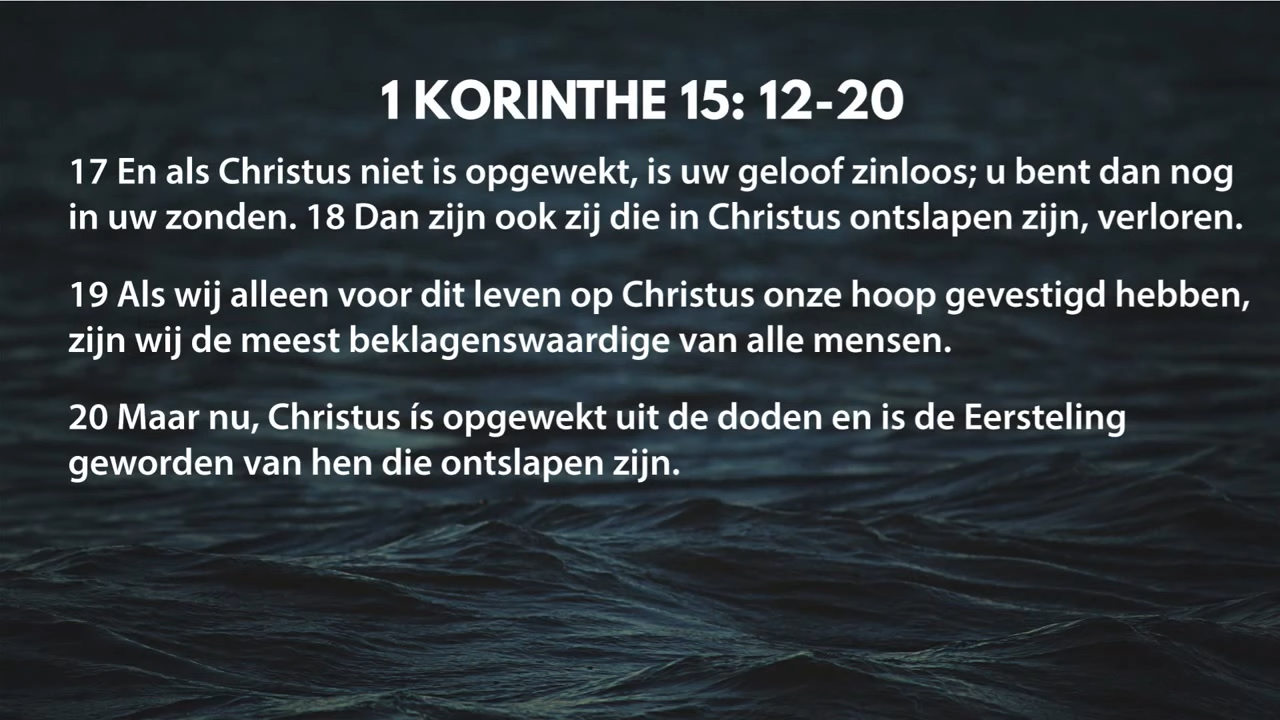 1 KORINTHE 15: 12-20
17 En als Christus niet is opgewekt, is uw geloof zinloos; u bent dan nog
in uw zonden. 18 Dan zijn ook zij die in Christus ontslapen zijn, verloren.
19 Als wij alleen voor dit leven op Christus onze hoop gevestigd hebben,
zijn wij de meest beklagenswaardige van alle mensen.
20 Maar nu, Christus ís opgewekt uit de doden en is de Eersteling
geworden van hen die ontslapen zijn.